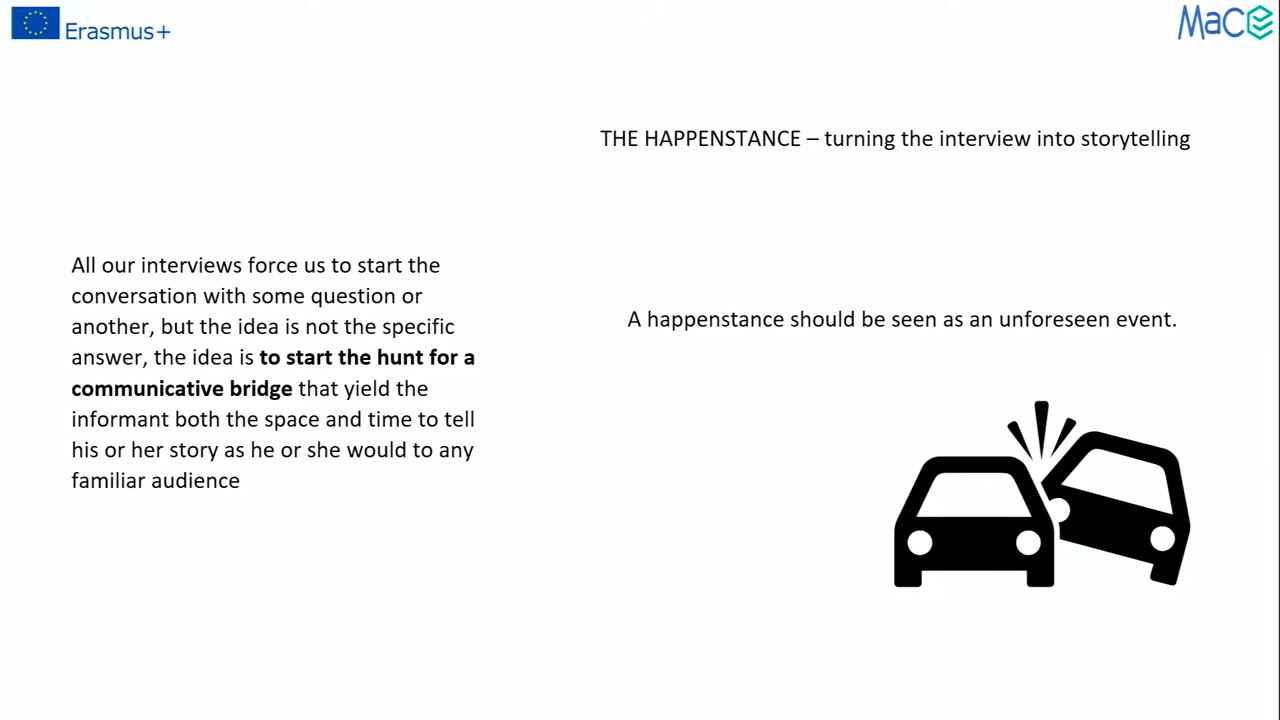 Erasmus+
MaCE
THE HAPPENSTANCE – turning the interview into storytelling
All our interviews force us to start the
conversation with some question or
another, but the idea is not the specific
answer, the idea is to start the hunt for a
communicative bridge that yield the
informant both the space and time to tell
his or her story as he or she would to any
familiar audience
A happenstance should be seen as an unforeseen event.